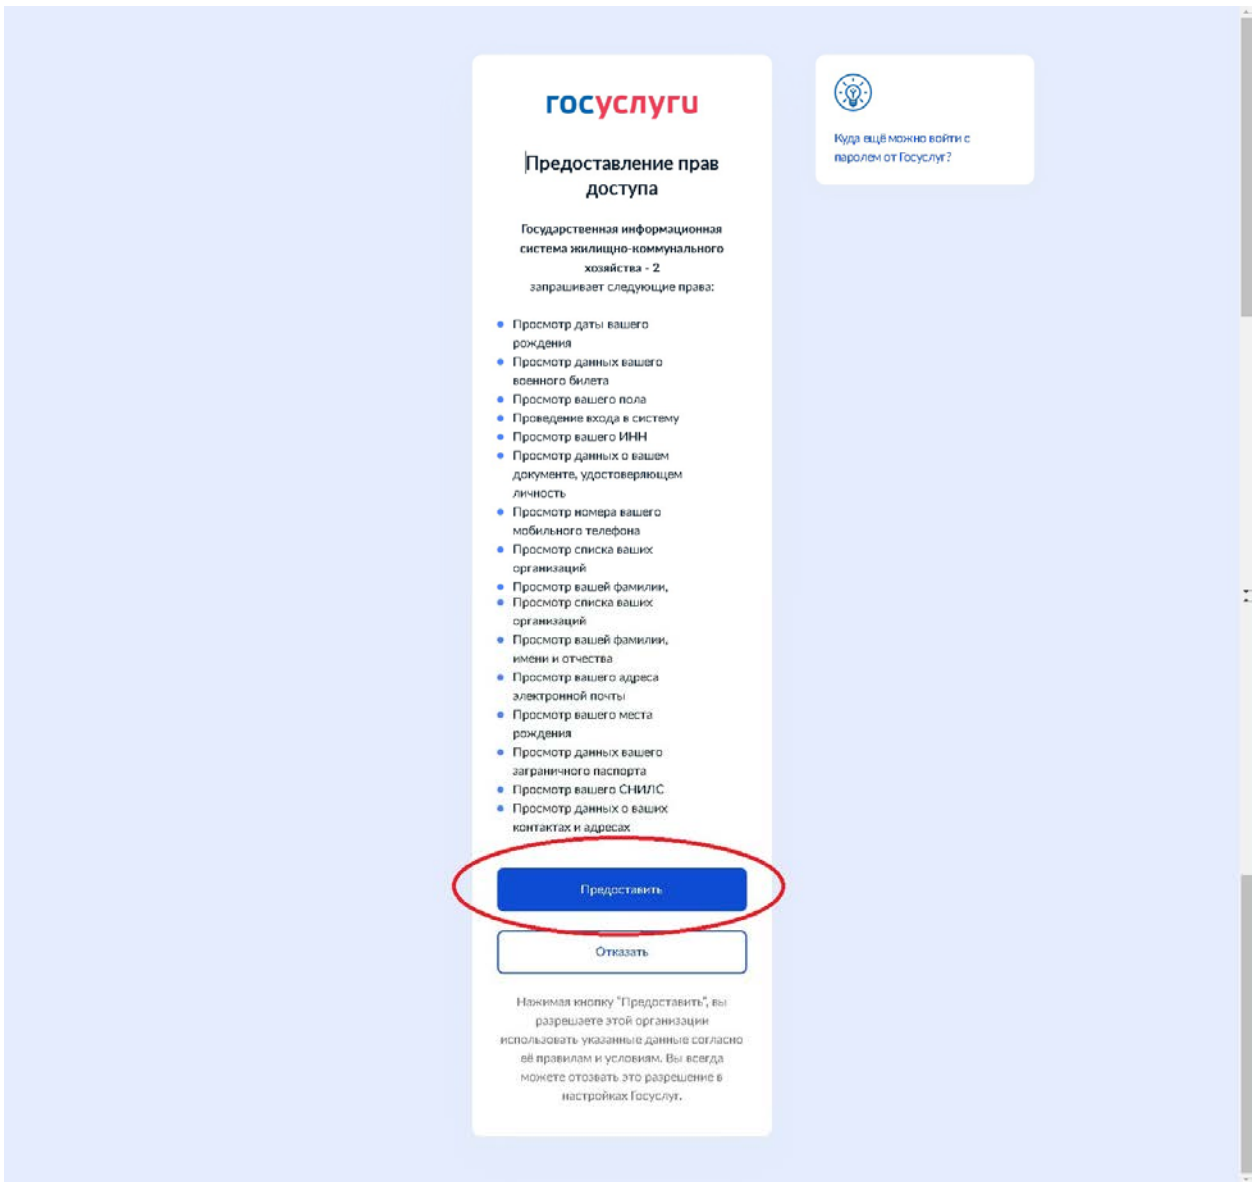 госуслуги
Предоставление прав
доступа
Государственная информационная
система жилищно-коммунального
хозяйства - 2
запрашивает следующие права:
Просмотр даты вашего
рождения
Просмотр данных вашего
военного билета
Просмотр вашего пола
Проведение входа в систему
Просмотр вашего ИНН
Просмотр данных о вашем
документе, удостоверяющем
личность
Просмотр номера вашего
мобильного телефона
Просмотр списка ваших
организаций
Просмотр вашей фамилии,
Просмотр списка ваших
организаций
Просмотр вашей фамилии,
имени и отчества
Просмотр вашего адреса
электронной почты
Просмотр вашего места
рождения
Просмотр данных вашего
заграничного паспорта
Просмотр вашего СНИЛС
Просмотр данных о ваших
контактах и адресах
Предоставить
Отказать
Нажимая кнопку "Предоставить", вы
разрешаете этой организации
использовать указанные данные согласно
её правилам и условиям. Вы всегда
можете отозвать это разрешение в
настройках Госуслуг.
Куда ещё можно войти с
паролем от Госуслуг?